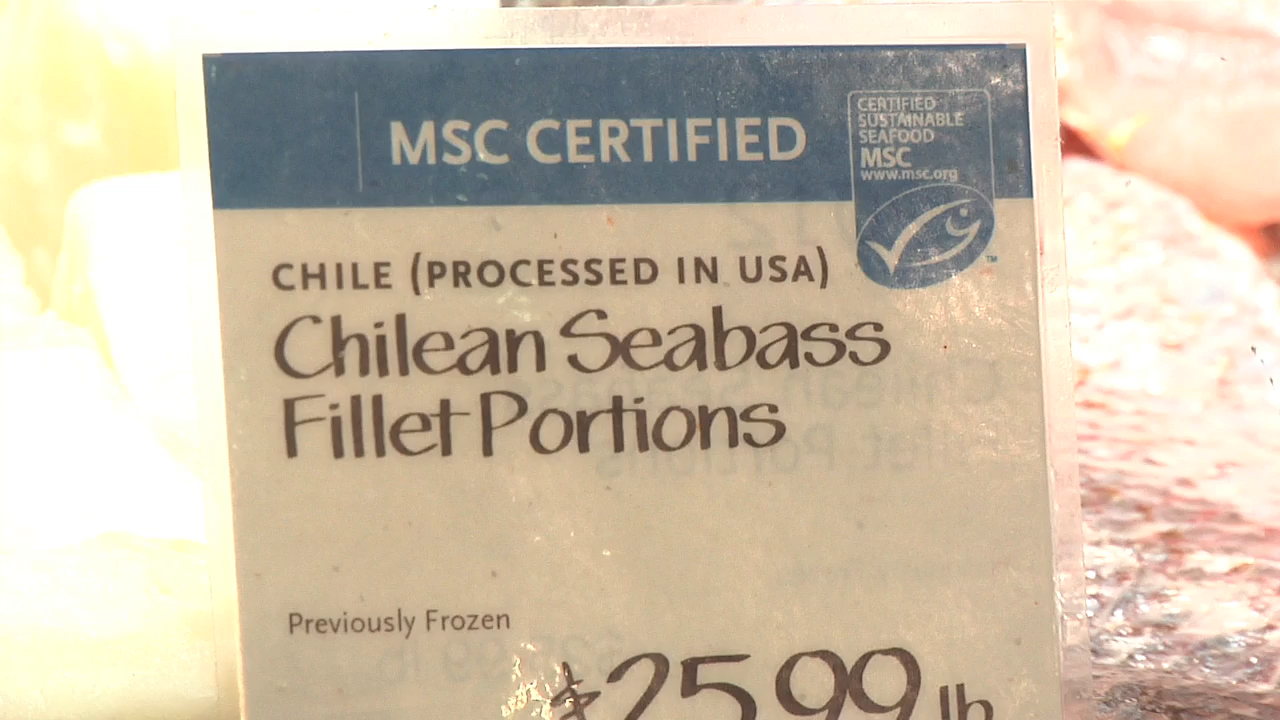 MSC CERTIFIED
CERTIFIED
SUSTAINABLE
SEAFOOD
MSC
www.msc.org
TM
CHILE (PROCESSED IN USA)
Chilean Seabass
Fillet Portions
Previously Frozen
$25.99 lb